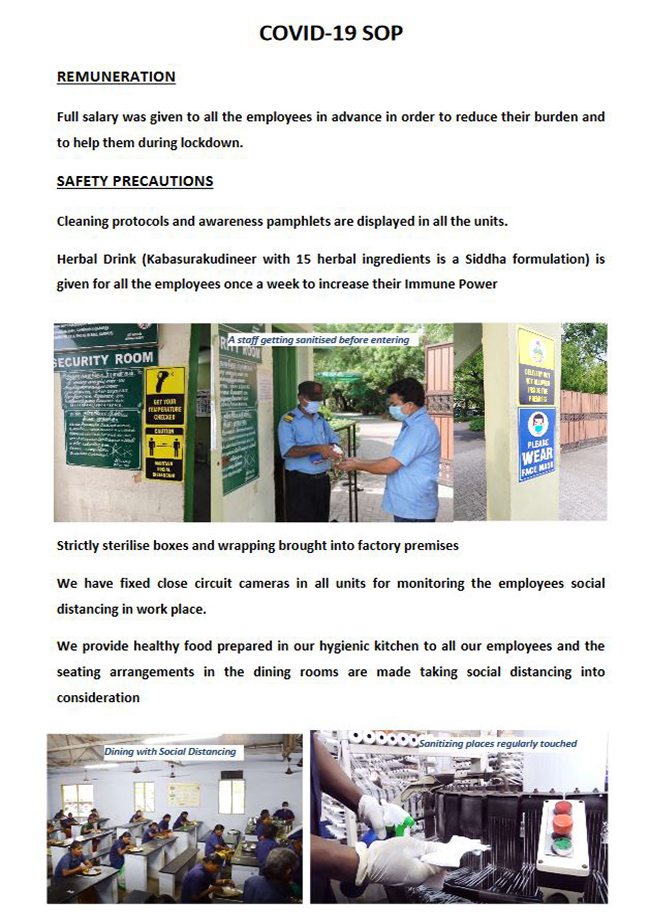 COVID-19 SOP
REMUNERATION
Full salary was given to all the employees in advance in order to reduce their burden and
to help them during lockdown.
SAFETY PRECAUTIONS
Cleaning protocols and awareness pamphlets are displayed in all the units.
Herbal Drink (Kabasurakudineer with 15 herbal ingredients is a Siddha formulation) is
given for all the employees once a week to increase their Immune Power
SECURITY ROOM
GET YOUR
TEMPERATURE
CHECKED
CAUTION
MAINTAIN
A staff getting sanitised before entering
ROOM
PLEASE
WEAR
FACE MASK
Strictly sterilise boxes and wrapping brought into factory premises
We have fixed close circuit cameras in all units for monitoring the employees social
distancing in work place.
We provide healthy food prepared in our hygienic kitchen to all our employees and the
seating arrangements in the dining rooms are made taking social distancing into
consideration
Dining with Social Distancing
Sanitizing places regularly touched